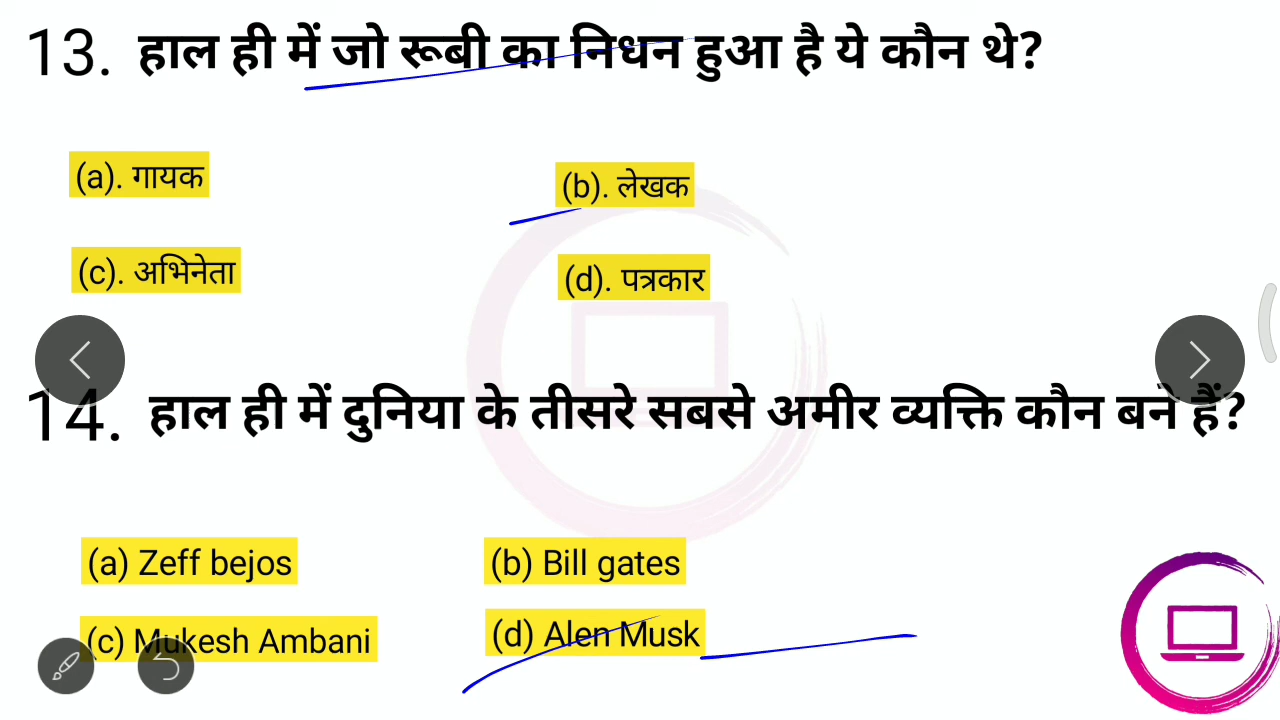 13. हाल ही में जो रूबी का निधन हुआ है ये कौन थे?
(a). गायक
(b). लेखक
(c). अभिनेता
(d). पत्रकार
14. हाल ही में दुनिया के तीसरे सबसे अमीर व्यक्ति कौन बने हैं?
(a) Zeff bejos
(b) Bill gates
(c) Mukesh Ambani
(d) Alen Musk